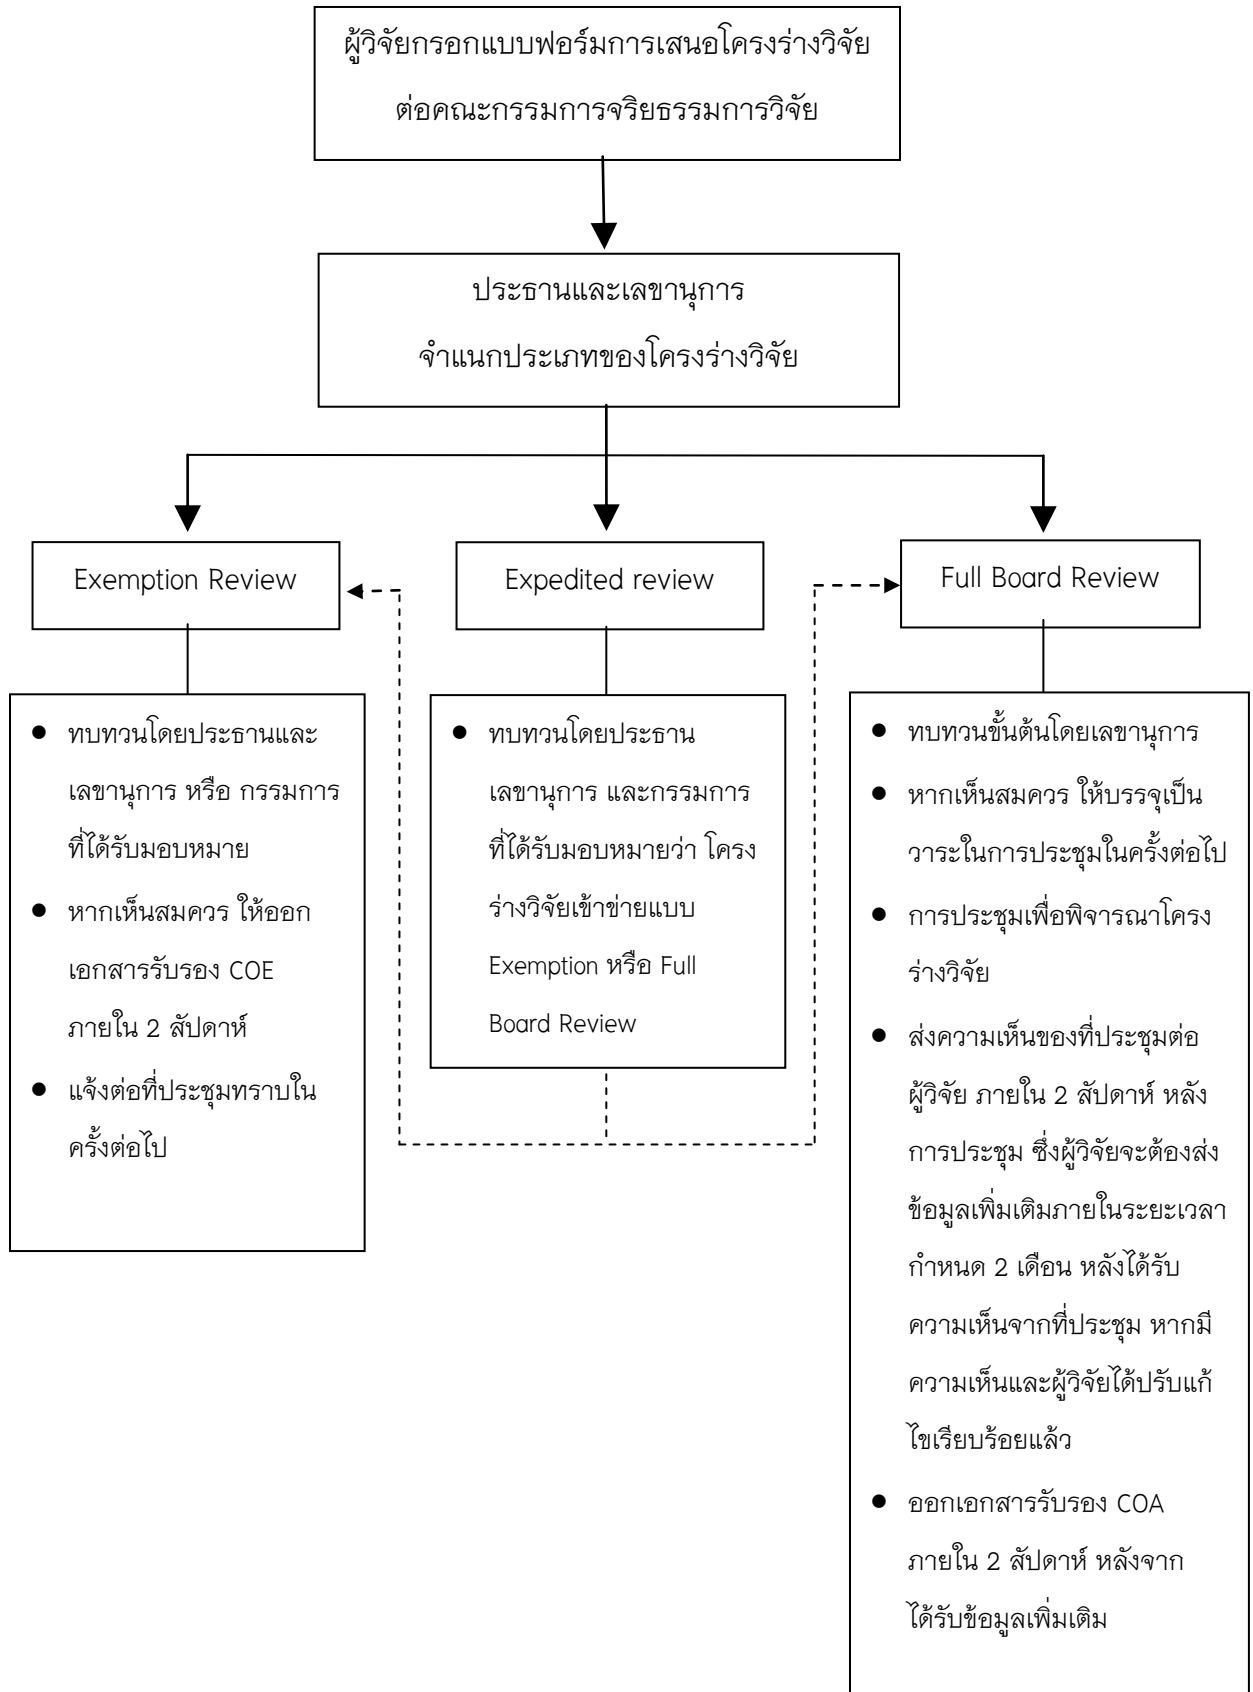 ผู้วิจัยกรอกแบบฟอร์มการเสนอโครงร่างวิจัย
ต่อคณะกรรมการจริยธรรมการวิจัย
ประธานและเลขานุการ
จำแนกประเภทของโครงร่างวิจัย
Exemption Review
Expedited review
Full Board Review
● ทบทวนโดยประธานและ
เลขานุการ หรือ กรรมการ
ที่ได้รับมอบหมาย
● หากเห็นสมควร ให้ออก
เอกสารรับรอง COE
ภายใน 2 สัปดาห์
● แจ้งต่อที่ประชุมทราบใน
ครั้งต่อไป
● ทบทวนโดยประธาน
เลขานุการ และกรรมการ
ที่ได้รับมอบหมายว่า โครง
ร่างวิจัยเข้าข่ายแบบ
Exemption หรือ Full
Board Review
● ทบทวนขั้นต้นโดยเลขานุการ
● หากเห็นสมควร ให้บรรจุเป็น
วาระในการประชุมในครั้งต่อไป
● การประชุมเพื่อพิจารณาโครง
ร่างวิจัย
● ส่งความเห็นของที่ประชุมต่อ
ผู้วิจัย ภายใน 2 สัปดาห์ หลัง
การประชุม ซึ่งผู้วิจัยจะต้องส่ง
ข้อมูลเพิ่มเติมภายในระยะเวลา
กำหนด 2 เดือน หลังได้รับ
ความเห็นจากที่ประชุม หากมี
ความเห็นและผู้วิจัยได้ปรับแก้
ไขเรียบร้อยแล้ว
● ออกเอกสารรับรอง COA
ภายใน 2 สัปดาห์ หลังจาก
ได้รับข้อมูลเพิ่มเติม